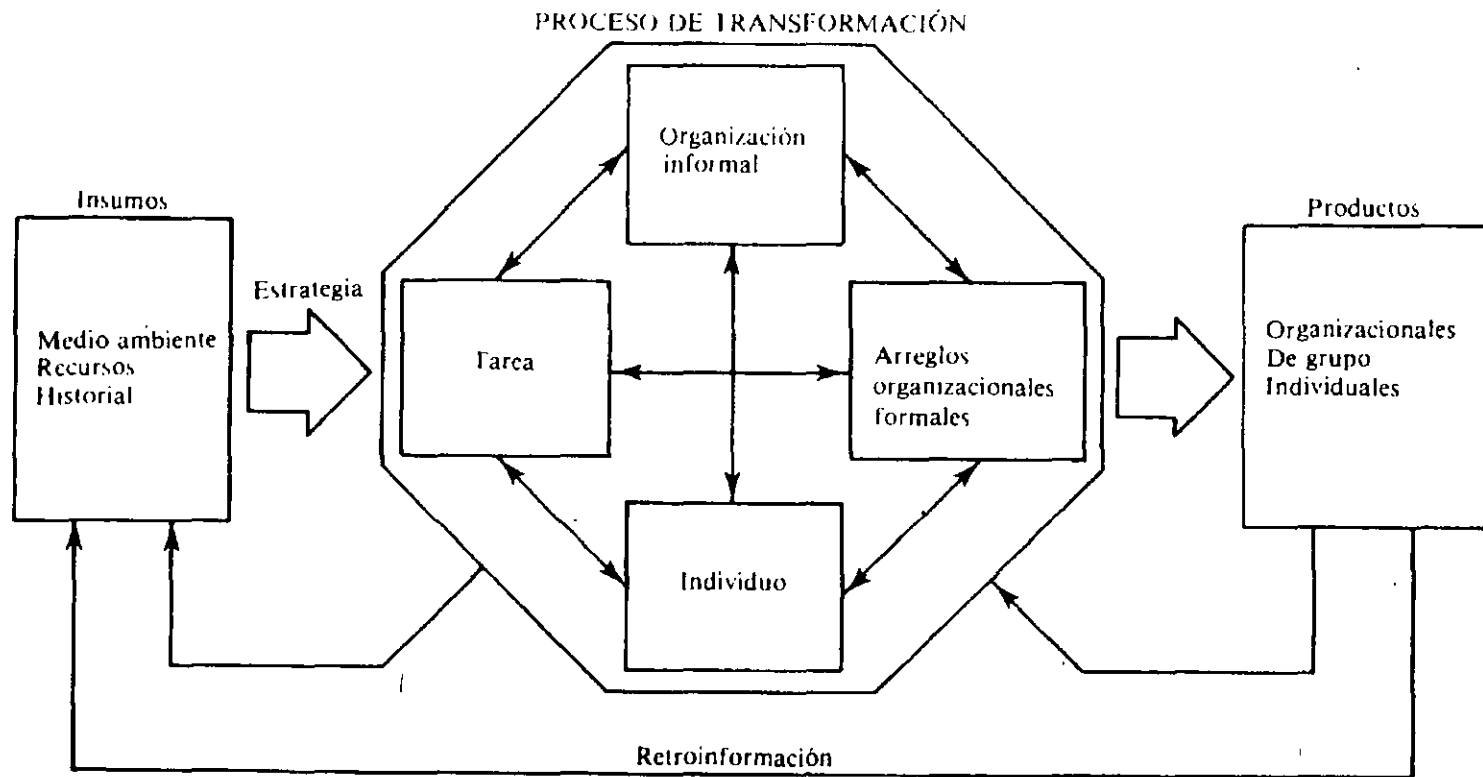 PROCESO DE TRANSFORMACIÓN
Organización
informal
Insumos
Medio ambiente
Recursos
Historial
Estrategia
Tarea
Arreglos
organizacionales
formales
Individuo
Productos
Organizacionales
De grupo
Individuales
Retroinformación